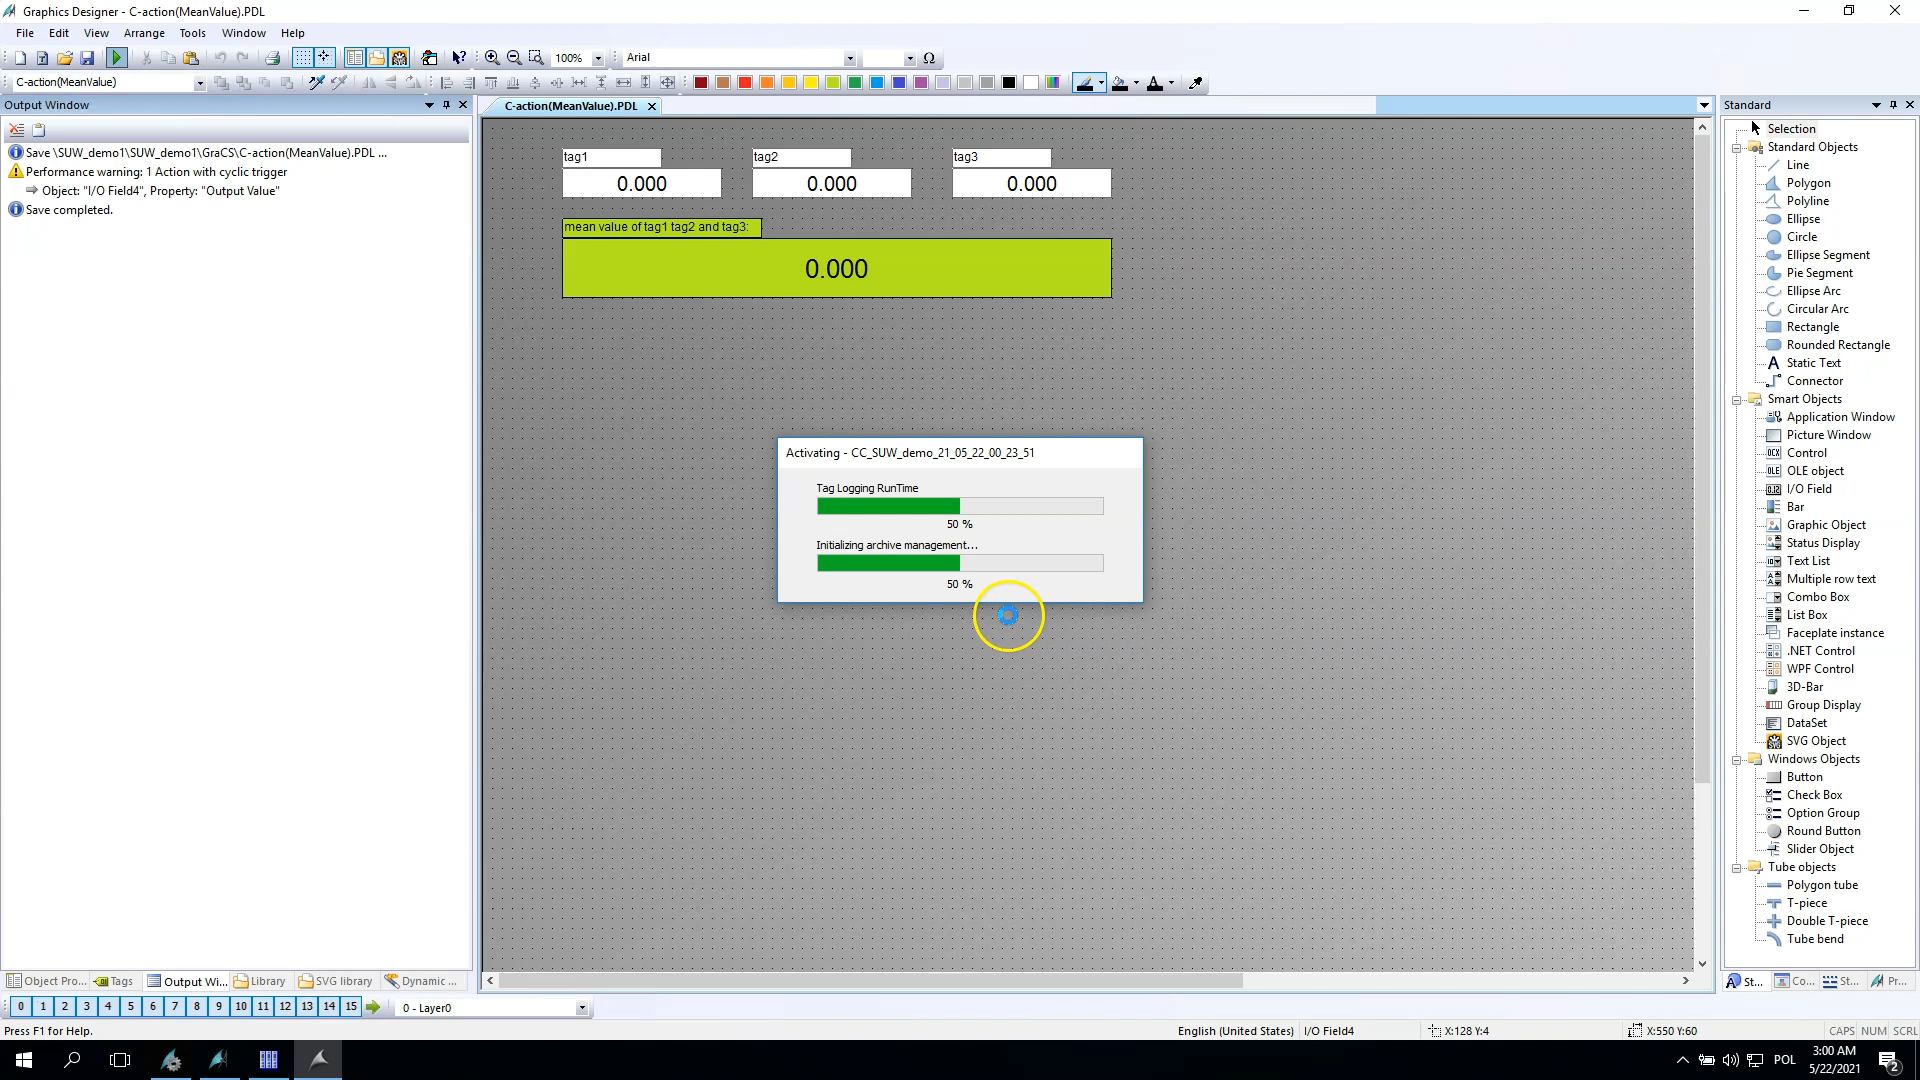 Graphics Designer - C-action(MeanValue).PDL
File Edit View Arrange Tools Window Help
100% Arial Ω
C-action(MeanValue)
Output Window
Save \SUW_demo1\SUW_demo1\GraCS\C-action(MeanValue).PDL ...
Performance warning: 1 Action with cyclic trigger
Object: "I/O Field4", Property: "Output Value"
Save completed.
C-action(MeanValue).PDL
tag1 tag2 tag3
0.000 0.000 0.000
mean value of tag1 tag2 and tag3:
0.000
Activating - CC_SUW_demo_21_05_22_00_23_51
Tag Logging RunTime
50 %
Initializing archive management...
50 %
Standard
Selection
Standard Objects
Line
Polygon
Polyline
Ellipse
Circle
Ellipse Segment
Pie Segment
Ellipse Arc
Circular Arc
Rectangle
Rounded Rectangle
Static Text
Connector
Smart Objects
Application Window
Picture Window
Control
OLE object
I/O Field
Bar
Graphic Object
Status Display
Text List
Multiple row text
Combo Box
List Box
Faceplate instance
.NET Control
WPF Control
3D-Bar
Group Display
DataSet
SVG Object
Windows Objects
Button
Check Box
Option Group
Round Button
Slider Object
Tube objects
Polygon tube
T-piece
Double T-piece
Tube bend
Object Pro... Tags Output Wi... Library SVG library Dynamic ...
St... Co... St... Pr...
0 1 2 3 4 5 6 7 8 9 10 11 12 13 14 15 0 - Layer0
Press F1 for Help. English (United States) I/O Field4 X:128 Y:4 X:550 Y:60 CAPS NUM SCRL
POL 3:00 AM
5/22/2021 2